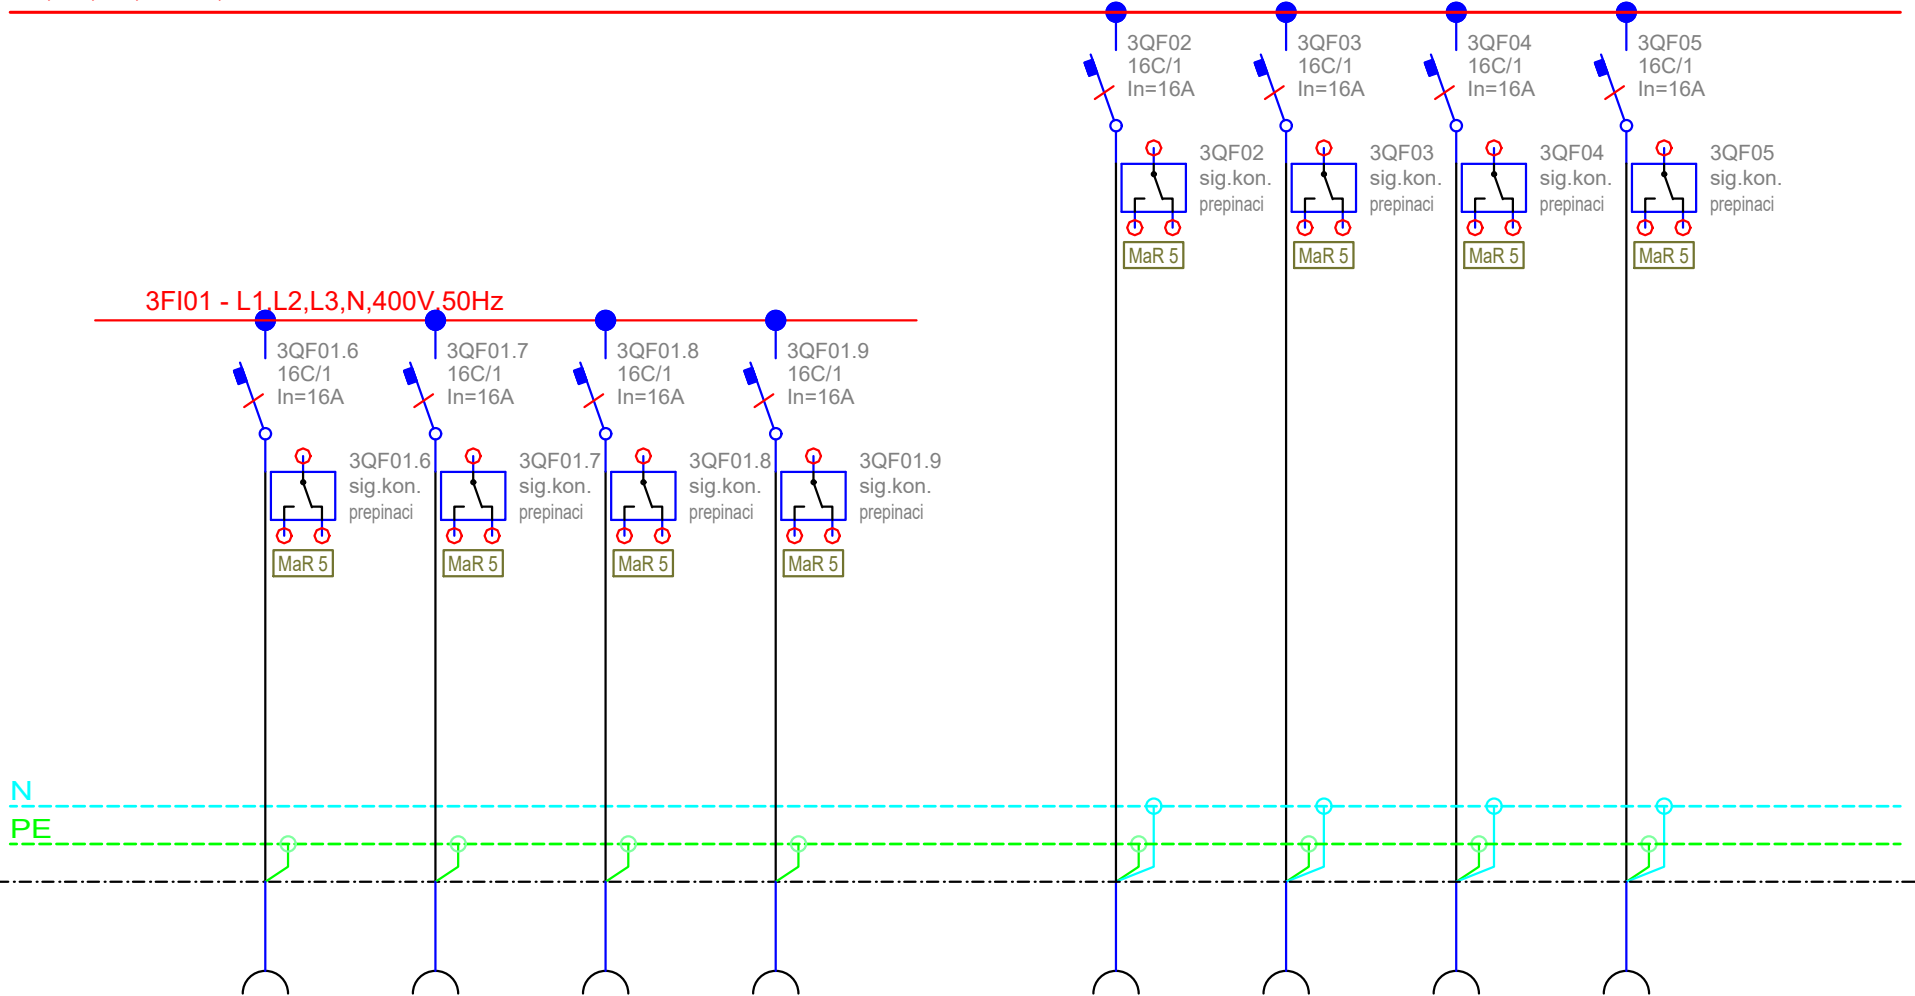 3QF02
16C/1
In=16A
3QF03
16C/1
In=16A
3QF04
16C/1
In=16A
3QF05
16C/1
In=16A
3QF02
sig.kon.
prepinaci
MaR 5
3QF03
sig.kon.
prepinaci
MaR 5
3QF04
sig.kon.
prepinaci
MaR 5
3QF05
sig.kon.
prepinaci
MaR 5
3FI01 - L1,L2,L3,N,400V,50Hz
3QF01.6
16C/1
In=16A
3QF01.7
16C/1
In=16A
3QF01.8
16C/1
In=16A
3QF01.9
16C/1
In=16A
3QF01.6
sig.kon.
prepinaci
MaR 5
3QF01.7
sig.kon.
prepinaci
MaR 5
3QF01.8
sig.kon.
prepinaci
MaR 5
3QF01.9
sig.kon.
prepinaci
MaR 5
N
PE